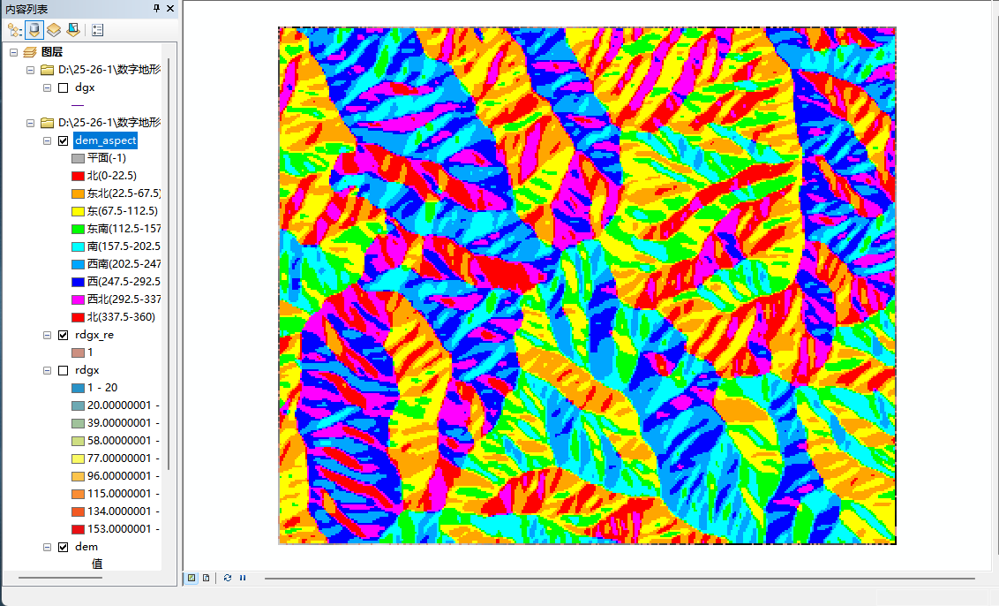 内容列表
图层
D:\25-26-1\数字地形
dgx
D:\25-26-1\数字地形
dem_aspect
平面(-1)
北(0-22.5)
东北(22.5-67.5)
东(67.5-112.5)
东南(112.5-157
南(157.5-202.5
西南(202.5-247
西(247.5-292.5
西北(292.5-337
北(337.5-360)
rdgx_re
1
rdgx
1 - 20
20.00000001 -
39.00000001 -
58.00000001 -
77.00000001 -
96.00000001 -
115.0000001 -
134.0000001 -
153.0000001 -
dem
值